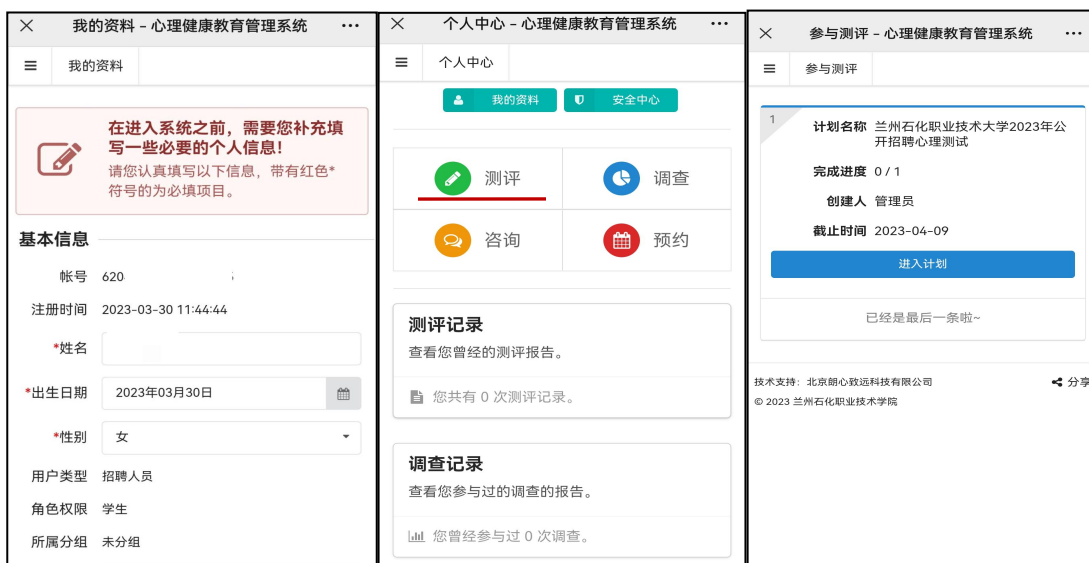 我的资料 – 心理健康教育管理系统
我的资料
在进入系统之前，需要您补充填
写一些必要的个人信息！
请您认真填写以下信息，带有红色*
符号的为必填项目。
基本信息
帐号 620
注册时间 2023-03-30 11:44:44
*姓名
*出生日期 2023年03月30日
*性别 女
用户类型 招聘人员
角色权限 学生
所属分组 未分组
个人中心 – 心理健康教育管理系统
个人中心
我的资料 安全中心
测评 调查
咨询 预约
测评记录
查看您曾经的测评报告。
您共有 0 次测评记录。
调查记录
查看您参与过的调查的报告。
您曾经参与过 0 次调查。
参与测评 – 心理健康教育管理系统
参与测评
1
计划名称 兰州石化职业技术大学2023年公
开招聘心理测试
完成进度 0 / 1
创建人 管理员
截止时间 2023-04-09
进入计划
已经是最后一条啦~
技术支持：北京朗心致远科技有限公司 分享
© 2023 兰州石化职业技术学院